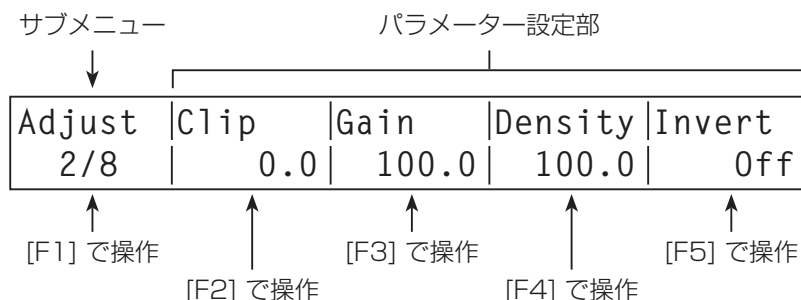 サブメニュー パラメーター設定部
Adjust |Clip |Gain |Density|Invert
2/8 | 0.0| 100.0| 100.0| Off
[F1] で操作 [F3] で操作 [F5] で操作
[F2] で操作 [F4] で操作